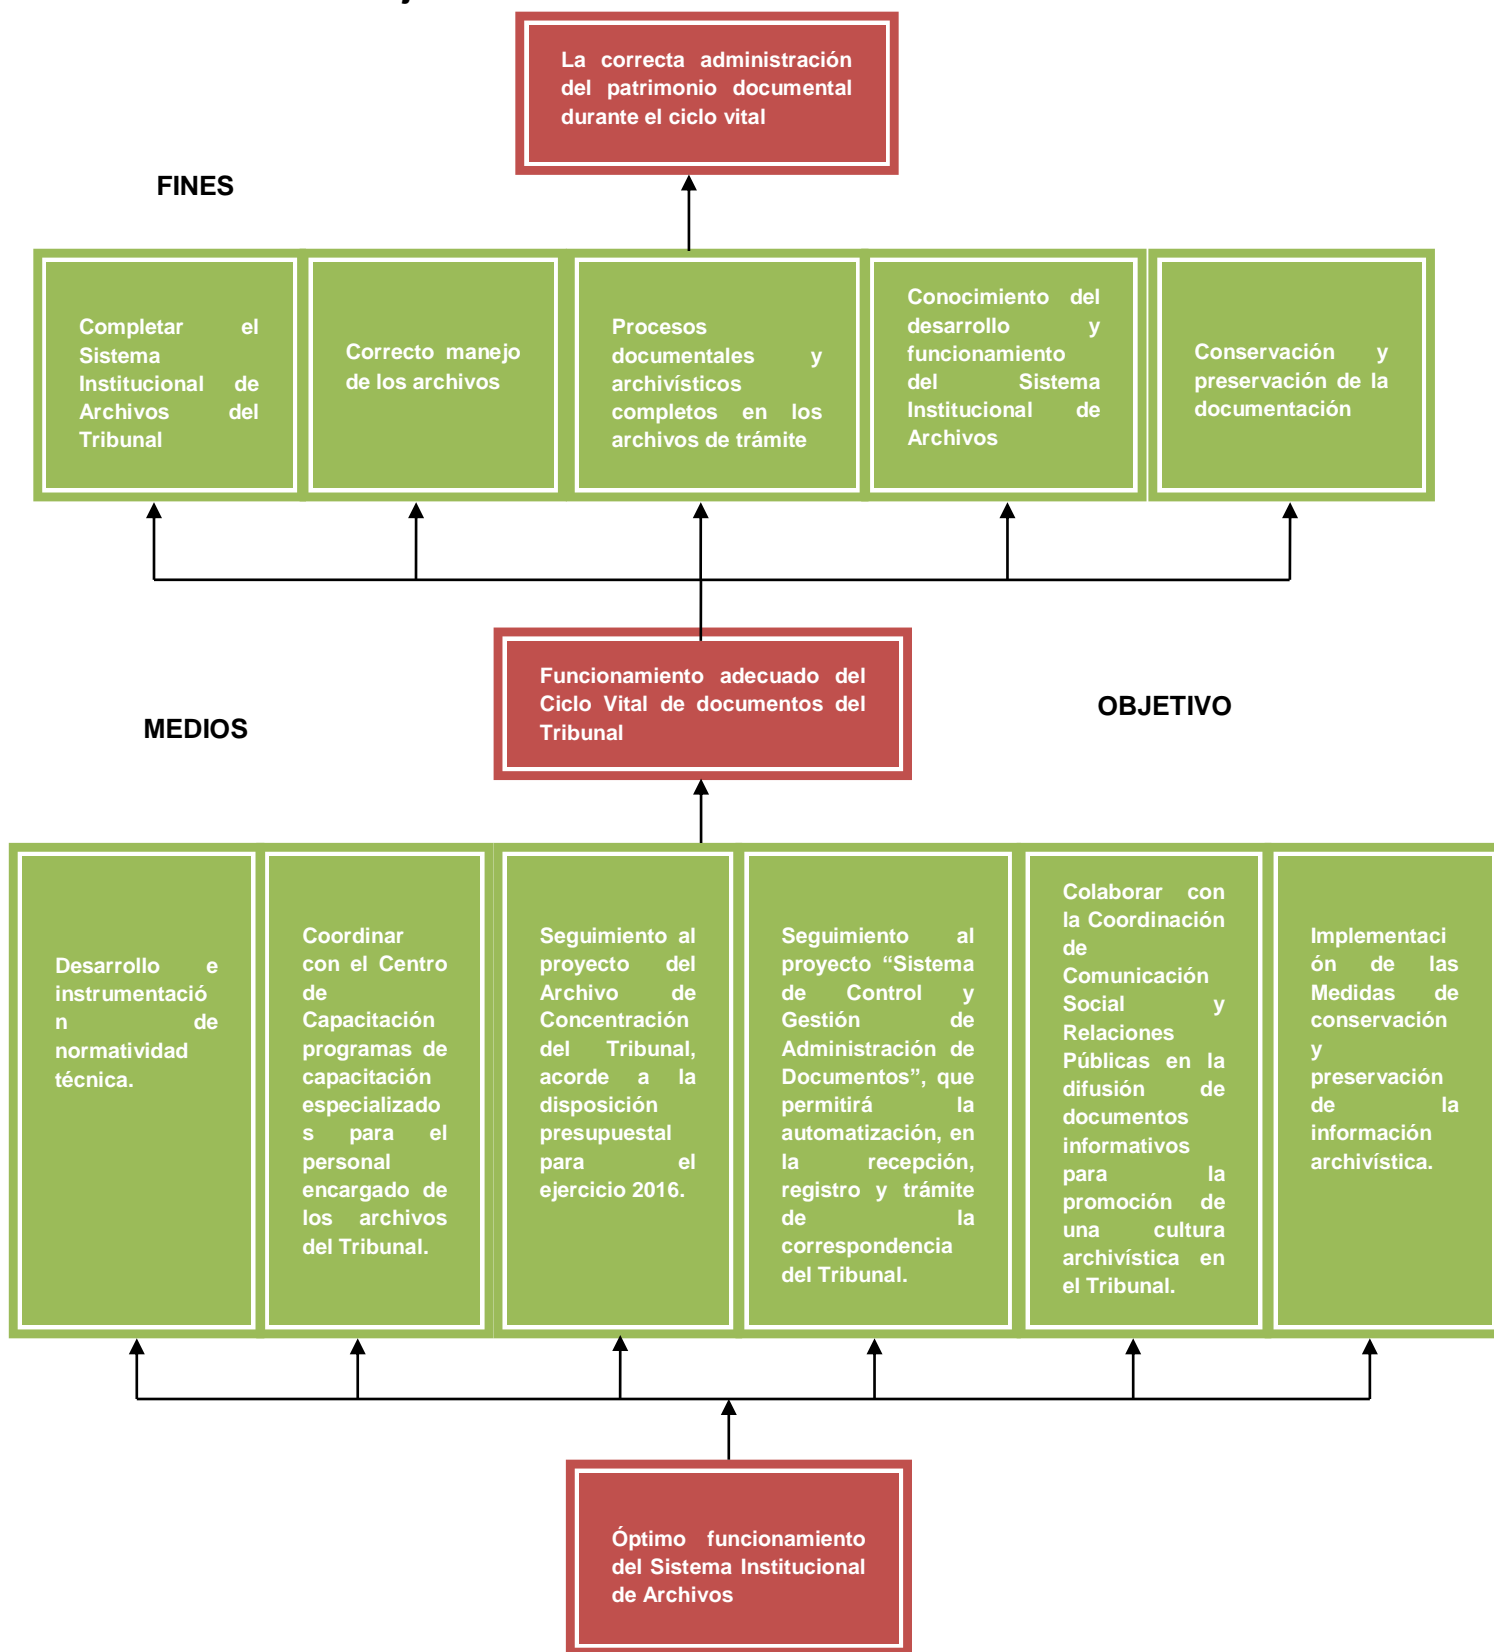 La correcta administración
del patrimonio documental
durante el ciclo vital
FINES
Completar el
Sistema
Institucional de
Archivos del
Tribunal
Correcto manejo
de los archivos
Procesos
documentales y
archivísticos
completos en los
archivos de trámite
Conocimiento del
desarrollo y
funcionamiento
del Sistema
Institucional de
Archivos
Conservación y
preservación de la
documentación
Funcionamiento adecuado del
Ciclo Vital de documentos del
Tribunal
OBJETIVO
MEDIOS
Desarrollo e
instrumentació
n de
normatividad
técnica.
Coordinar
con el Centro
de
Capacitación
programas de
capacitación
especializado
s para el
personal
encargado de
los archivos
del Tribunal.
Seguimiento al
proyecto del
Archivo de
Concentración
del Tribunal,
acorde a la
disposición
presupuestal
para el
ejercicio 2016.
Seguimiento al
proyecto “Sistema
de Control y
Gestión de
Administración de
Documentos”, que
permitirá la
automatización, en
la recepción,
registro y trámite
de la
correspondencia
del Tribunal.
Colaborar con
la Coordinación
de
Comunicación
Social y
Relaciones
Públicas en la
difusión de
documentos
informativos
para la
promoción de
una cultura
archivística en
el Tribunal.
Implementaci
ón de las
Medidas de
conservación
y
preservación
de la
información
archivística.
Óptimo funcionamiento
del Sistema Institucional
de Archivos